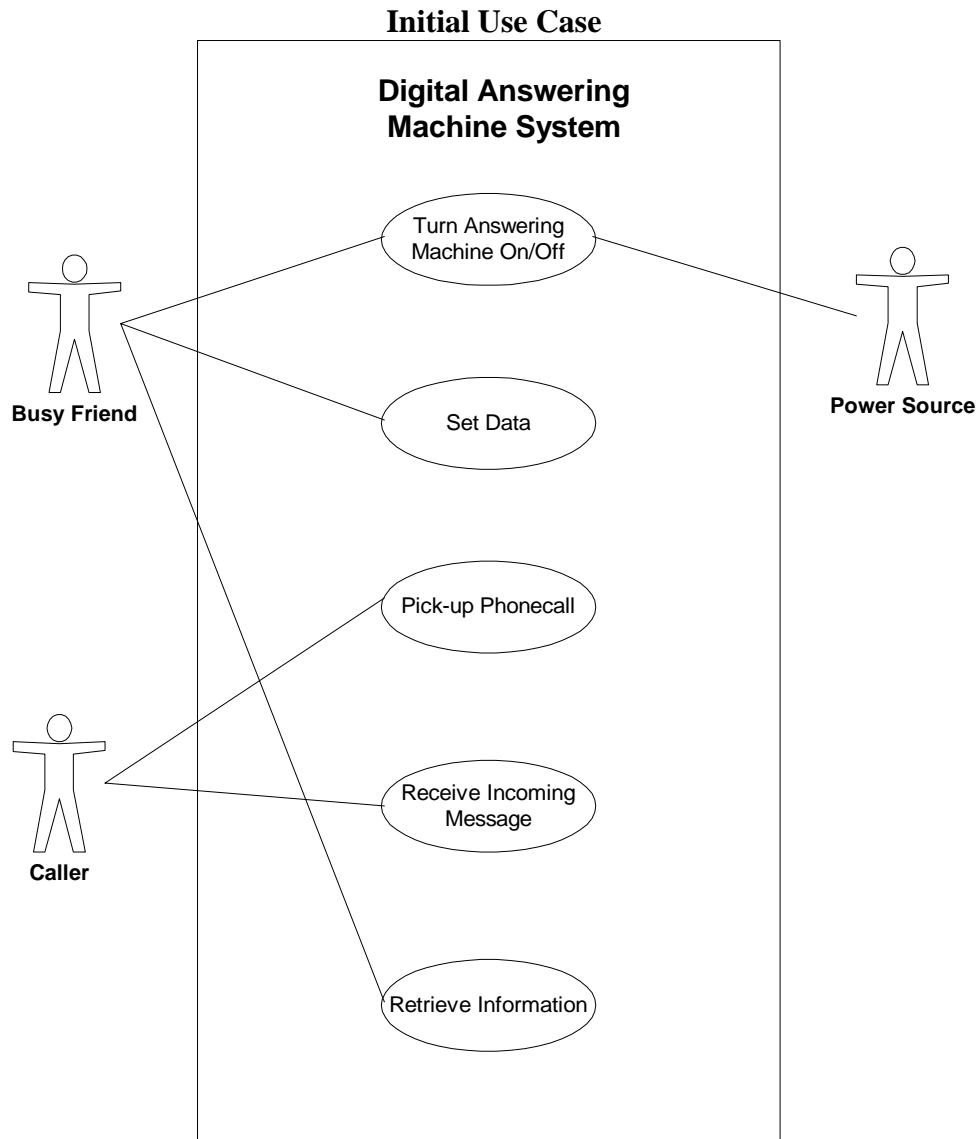 Initial Use Case
Digital Answering
Machine System
Turn Answering
Machine On/Off
Busy Friend
Power Source
Set Data
Pick-up Phonecall
Receive Incoming
Message
Caller
Retrieve Information